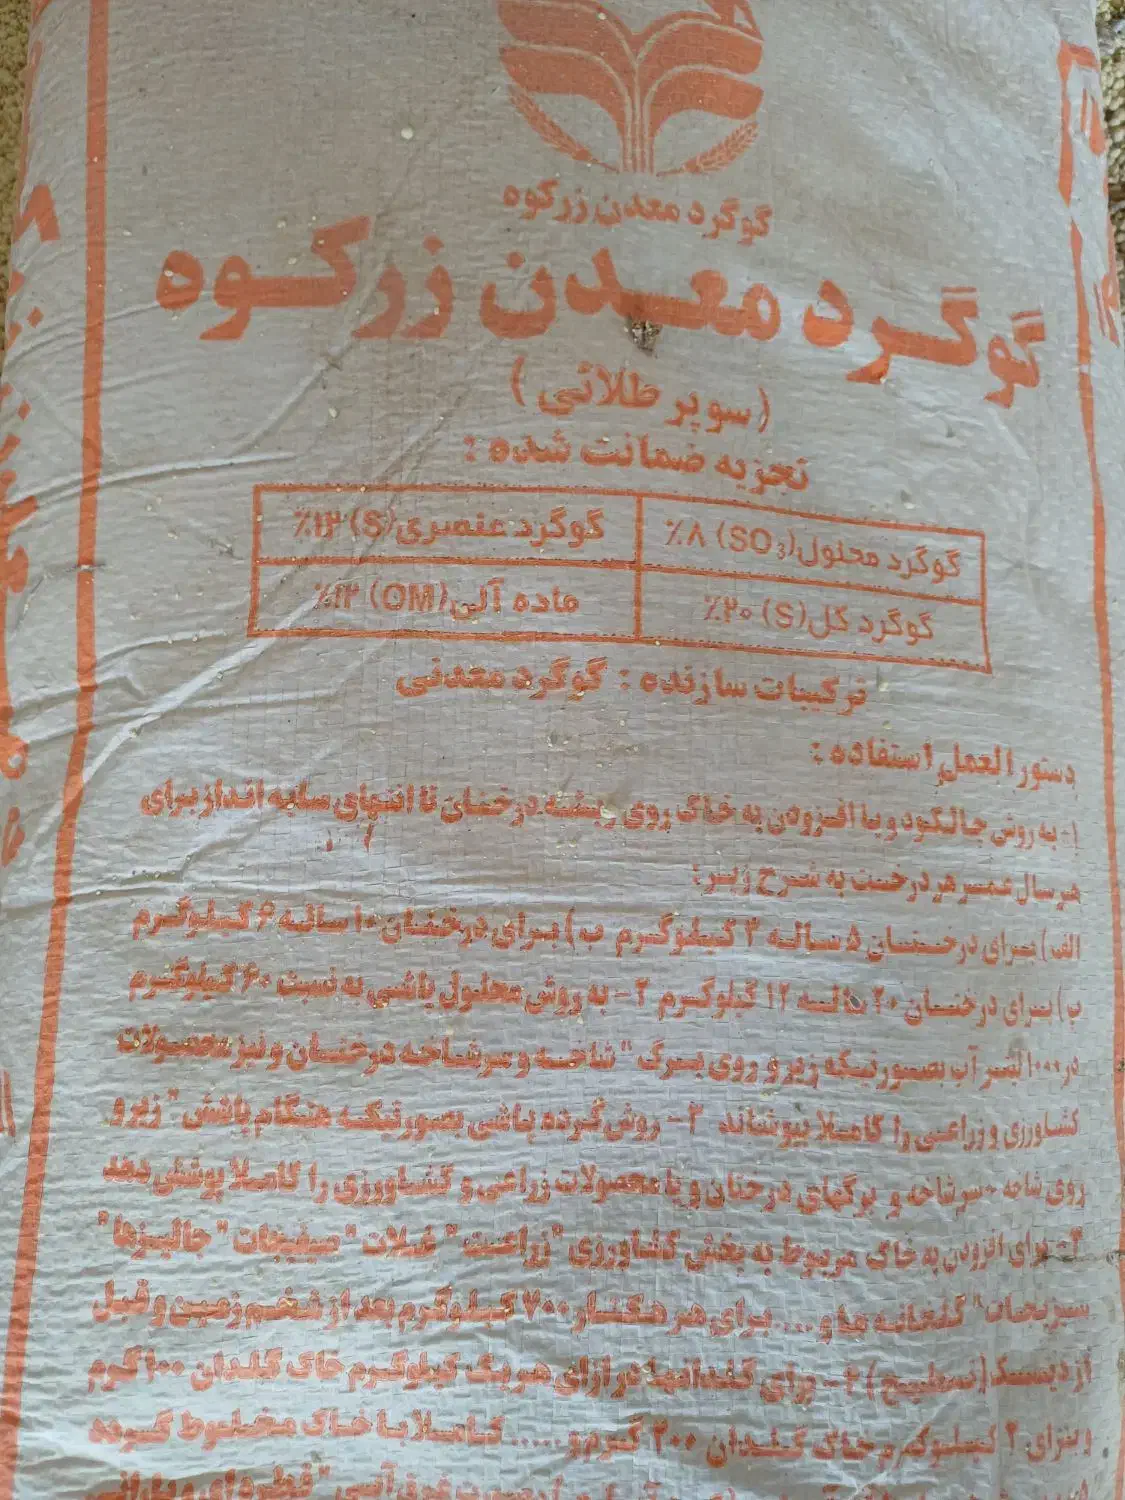 گوگرد معدن زرکوه
گوگرد معدن زرکوه
(سوپر طلائی)
تجزیه ضمانت شده :
گوگرد محلول(SO3) ۸٪ گوگرد عنصری(S) ۱۲٪
گوگرد کل(S) ۲۰٪ ماده آلی(OM) ۱۲٪
ترکیبات سازنده : گوگرد معدنی
دستور العمل استفاده :
۱- به روش چالکود و یا افزودن به خاک روی ریشه درختان تا انتهای سایه انداز برای
هر سال عمر هر درخت به شرح زیر:
الف) برای درختان ۵ ساله ۳ کیلوگرم ب) برای درختان ۱۰ ساله ۶ کیلوگرم
ب) برای درختان ۲۰ ساله ۱۲ کیلوگرم ۲- به روش محلول پاشی به نسبت ۶۰ کیلوگرم
در ۱۰۰۰ لیتر آب بصورتیکه زیر و روی برگ " شاخه و سرشاخه درختان و نیز محصولات
کشاورزی و زراعی را کاملا بپوشاند ۳- روش گرده پاشی بصورتیکه هنگام پاشش " زیر و
روی شاخه -سرشاخه و برگهای درختان و یا محصولات زراعی و کشاورزی را کاملا پوشش دهد
۴- برای افزودن به خاک مربوط به بخش کشاورزی "زراعت" غلات "صیفیجات" جالیزها"
سبزیجات" گلخانه ها و .... برای هر هکتار ۷۰۰ کیلوگرم بعد از شخم زمین و قبل
از دیسک (تسطیح) ۴- برای گلدانها در ازای هر یک کیلوگرم خاک گلدان ۱۰۰ گرم
و برای ۲ کیلوگرم خاک گلدان ۲۰۰ گرم و ..... کاملا با خاک مخلوط کرده
قطره ای و بارانی